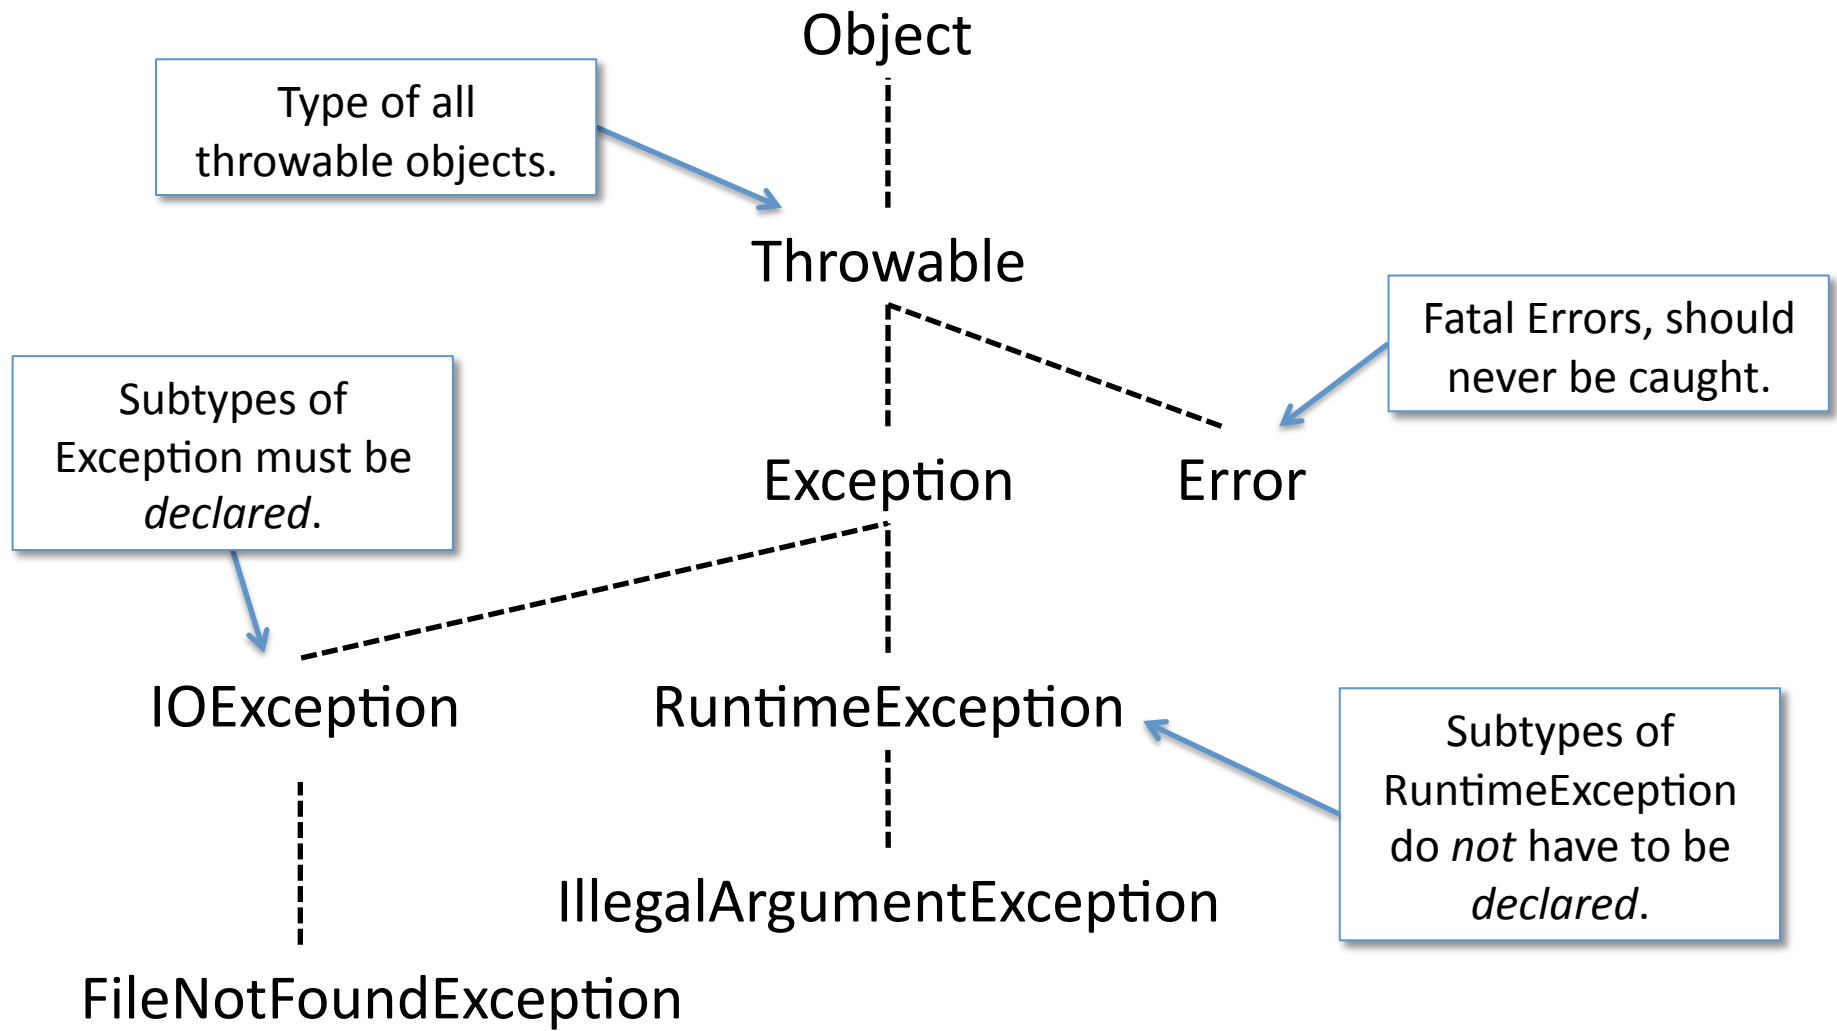 Object
Type of all
throwable objects.
Throwable
Fatal Errors, should
never be caught.
Subtypes of
Exception must be
declared.
Exception
Error
IOException
RuntimeException
Subtypes of
RuntimeException
do not have to be
declared.
IllegalArgumentException
FileNotFoundException